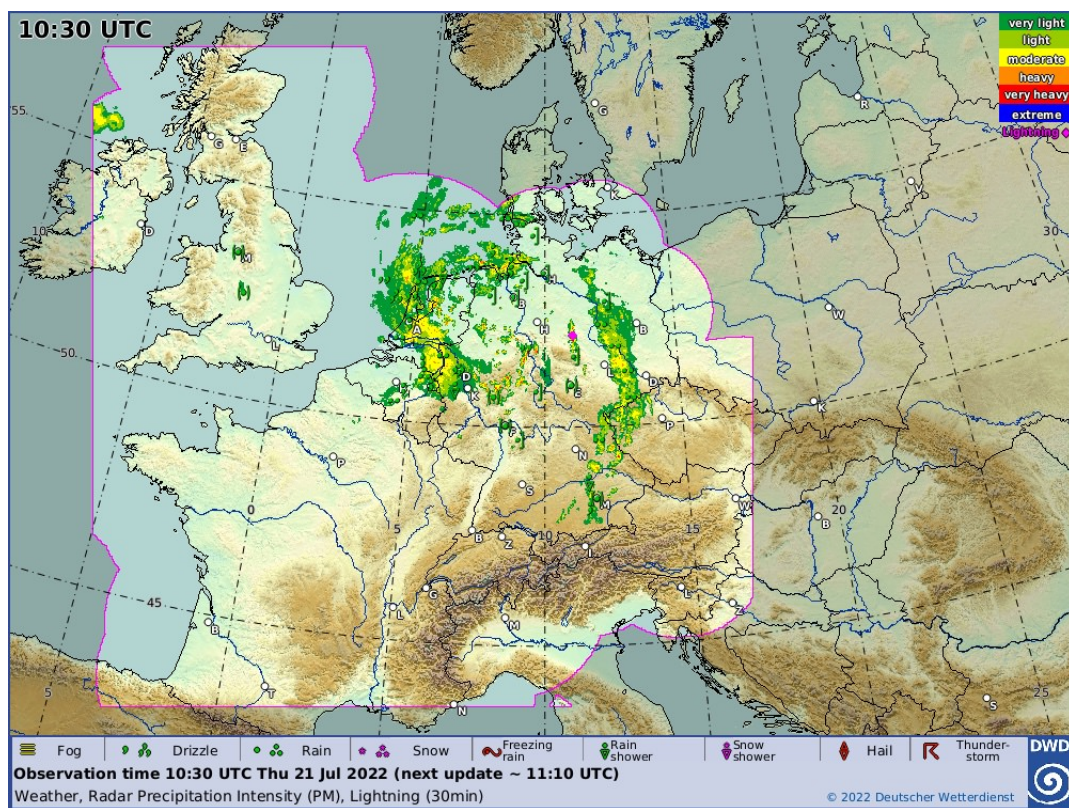 10:30 UTC
very light
light
moderate
heavy
very heavy
extreme
Lightning
55
G
E
G
R
V
K
10
D
M
30
H
B
H
A
B
W
L
50
D
K
E
L
D
B
K
P
F
P
N
S
M
0
5
W
20
B
15
B
Z
10
I
G
L
Z
45
L
B
M
T
N
5
S
25
Fog
Drizzle
Rain
Snow
Freezing rain
Rain shower
Snow shower
Hail
Thunder-
storm
DWD
Observation time 10:30 UTC Thu 21 Jul 2022 (next update ~ 11:10 UTC)
Weather, Radar Precipitation Intensity (PM), Lightning (30min)
© 2022 Deutscher Wetterdienst